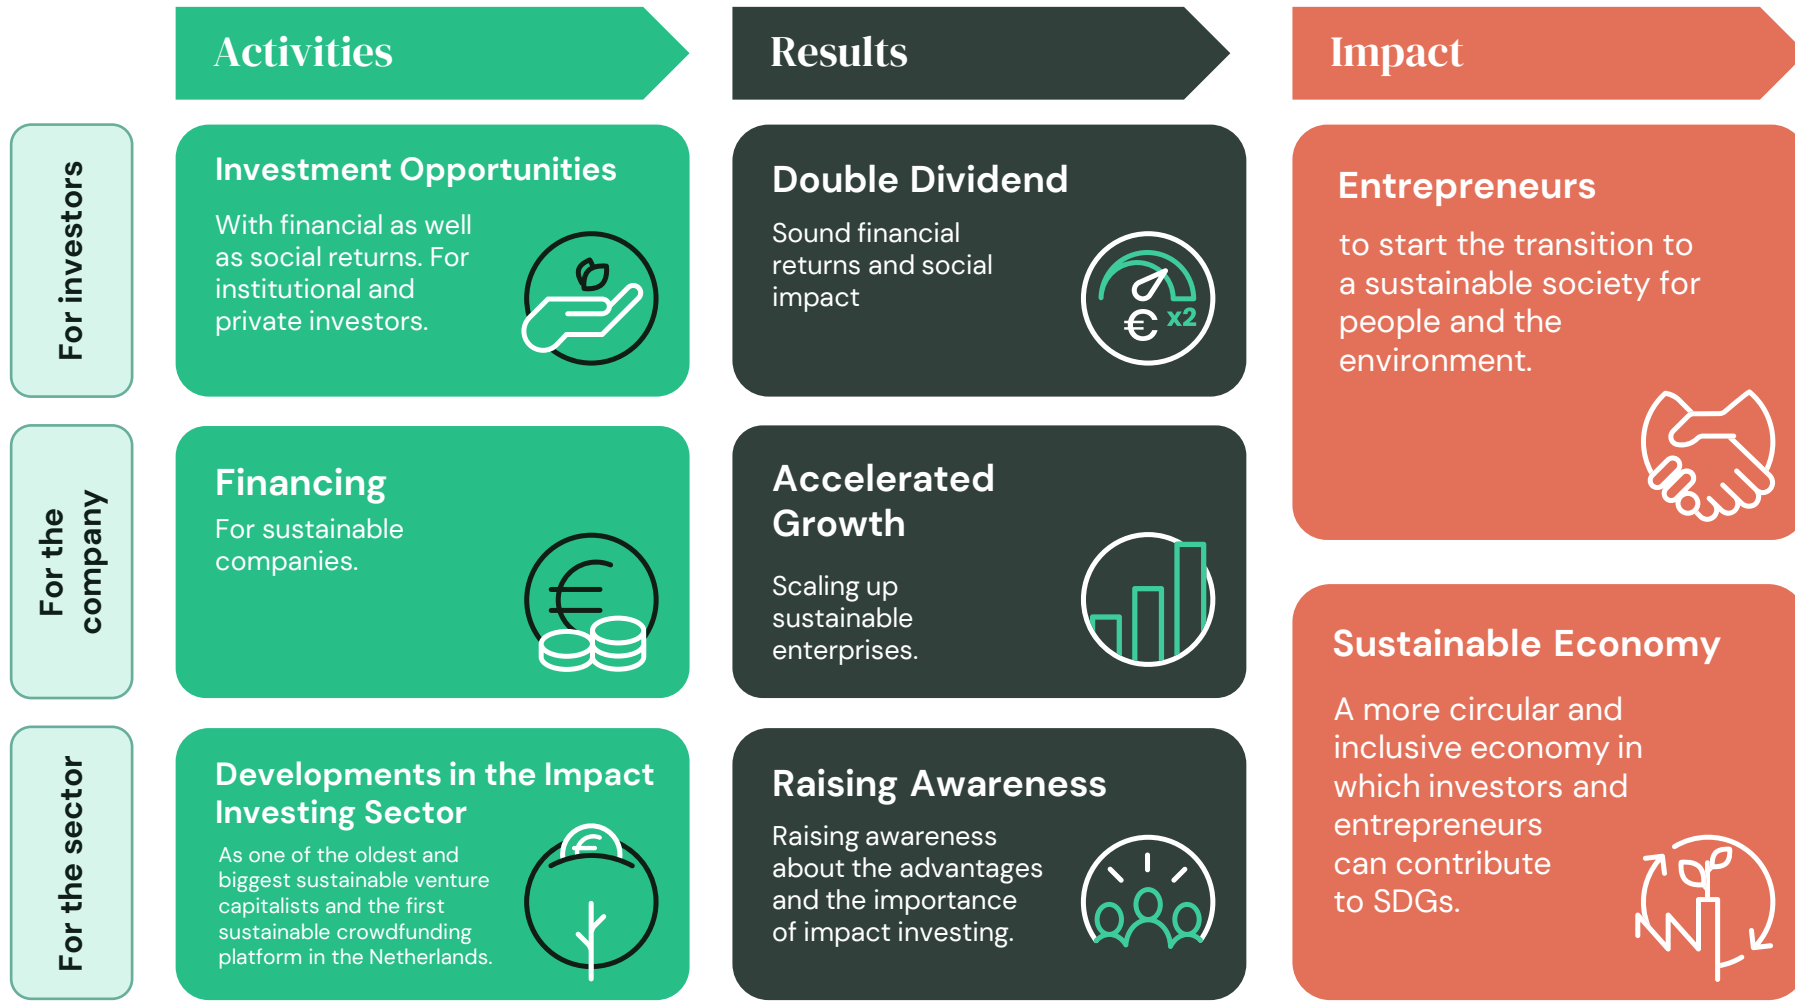 Activities
Results
Impact
For investors
Investment Opportunities
With financial as well
as social returns. For
institutional and
private investors.
Double Dividend
Sound financial
returns and social
impact
€ x2
Entrepreneurs
to start the transition to
a sustainable society for
people and the
environment.
For the
company
Financing
For sustainable
companies.
€
Accelerated
Growth
Scaling up
sustainable
enterprises.
Sustainable Economy
A more circular and
inclusive economy in
which investors and
entrepreneurs
can contribute
to SDGs.
For the sector
Developments in the Impact
Investing Sector
As one of the oldest and
biggest sustainable venture
capitalists and the first
sustainable crowdfunding
platform in the Netherlands.
€
Raising Awareness
Raising awareness
about the advantages
and the importance
of impact investing.